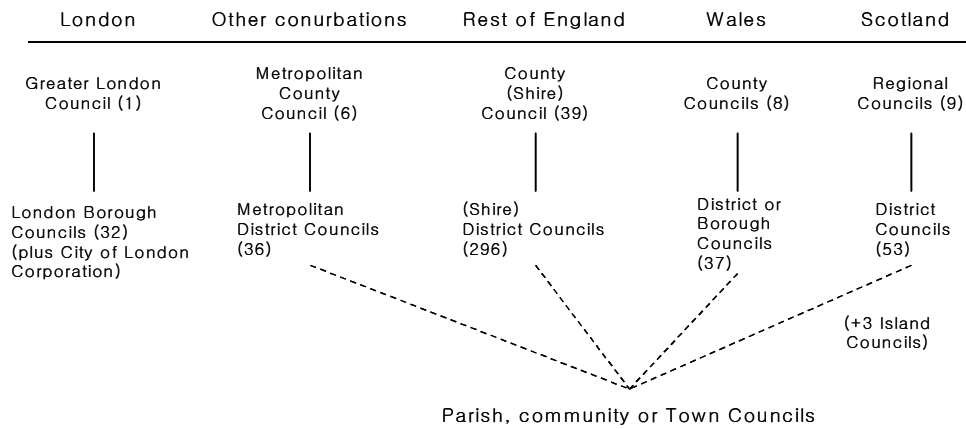 London
Other conurbations
Rest of England
Wales
Scotland
Greater London
Council (1)
Metropolitan
County
Council (6)
County
(Shire)
Council (39)
County
Councils (8)
Regional
Councils (9)
London Borough
Councils (32)
(plus City of London
Corporation)
Metropolitan
District Councils
(36)
(Shire)
District Councils
(296)
District or
Borough
Councils
(37)
District
Councils
(53)
(+3 Island
Councils)
Parish, community or Town Councils